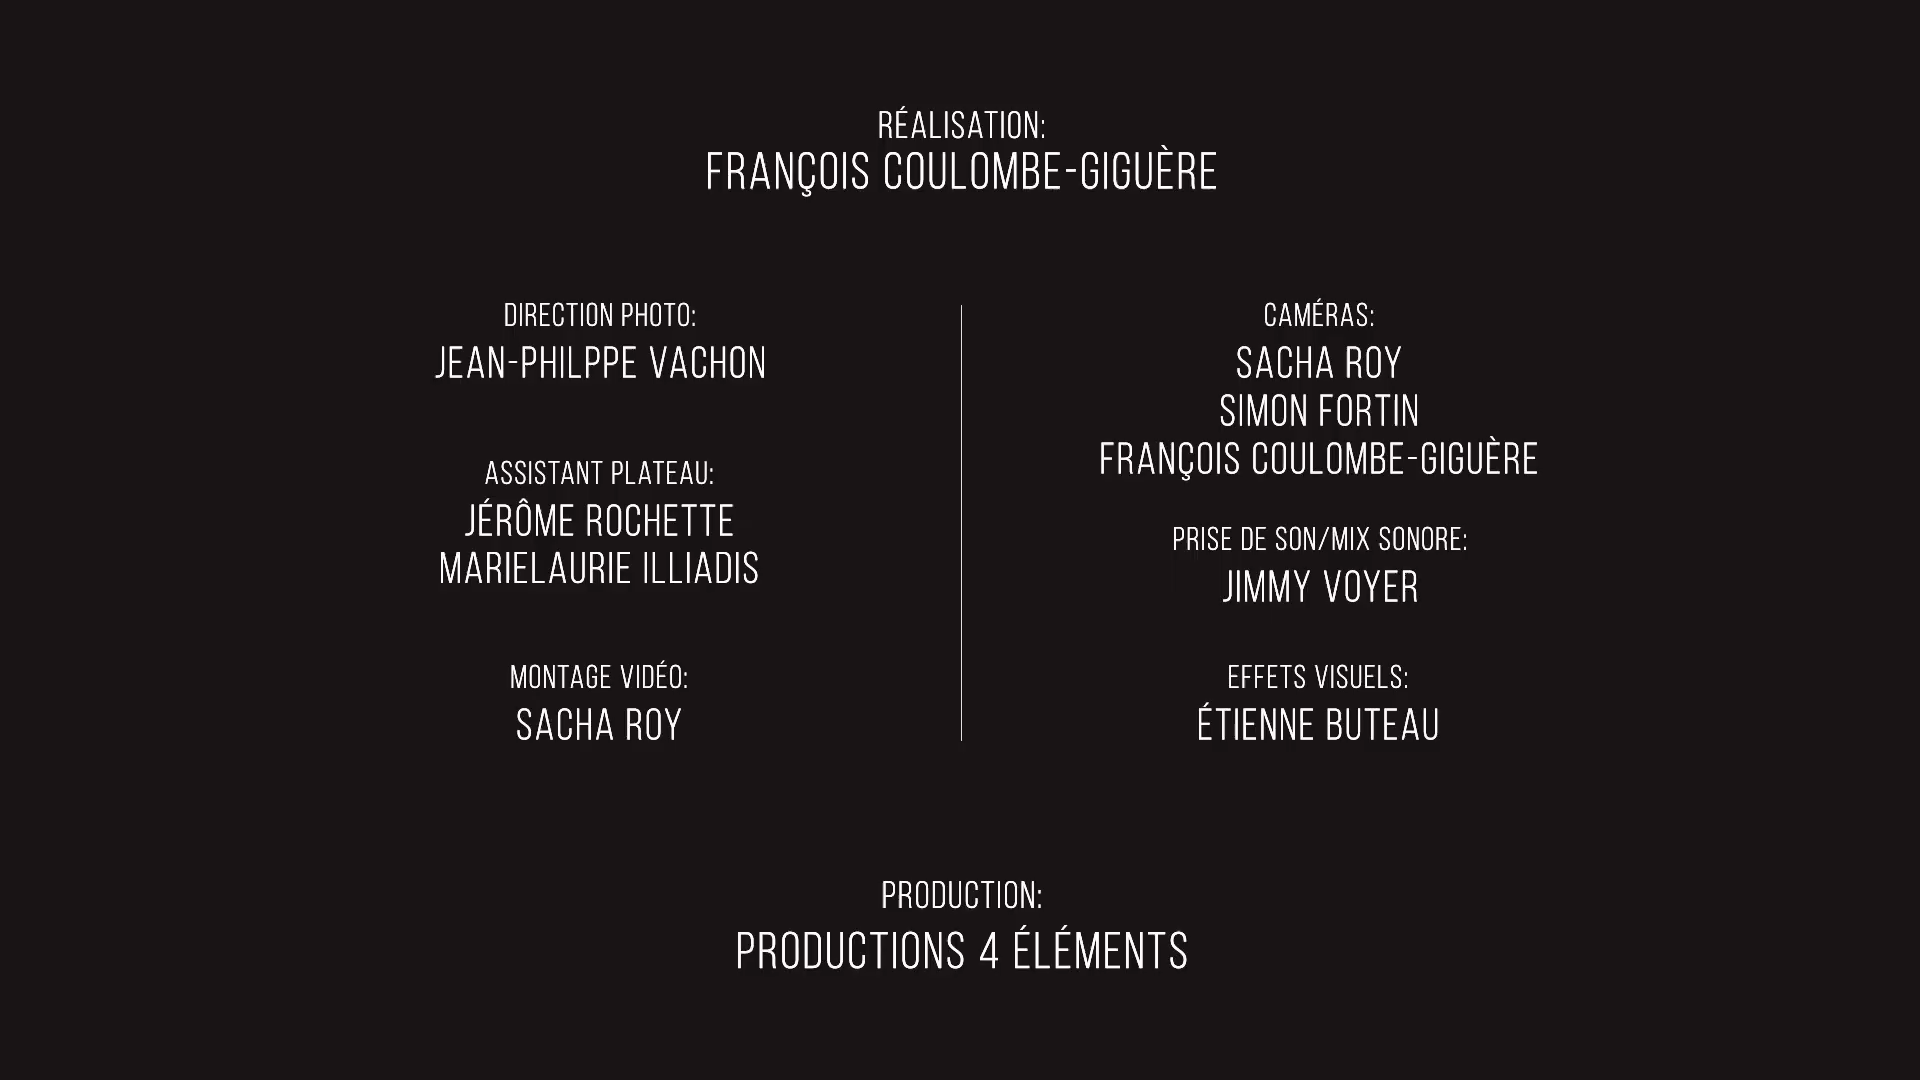 RÉALISATION:
FRANÇOIS COULOMBE-GIGUÈRE
DIRECTION PHOTO:
JEAN-PHILPPE VACHON
ASSISTANT PLATEAU:
JÉRÔME ROCHETTE
MARIELAURIE ILLIADIS
MONTAGE VIDÉO:
SACHA ROY
CAMÉRAS:
SACHA ROY
SIMON FORTIN
FRANÇOIS COULOMBE-GIGUÈRE
PRISE DE SON/MIX SONORE:
JIMMY VOYER
EFFETS VISUELS:
ÉTIENNE BUTEAU
PRODUCTION:
PRODUCTIONS 4 ÉLÉMENTS